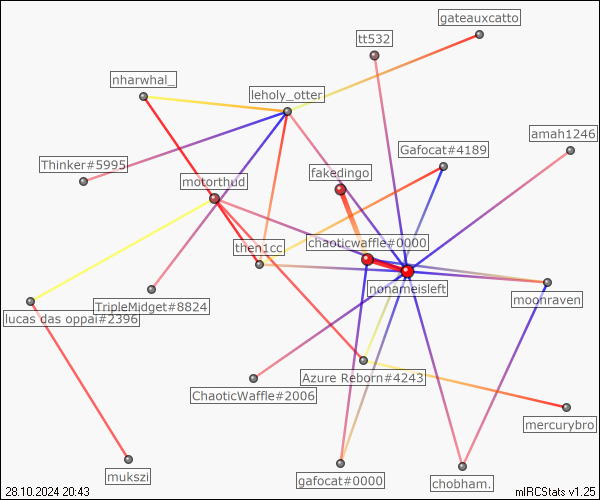 gateauxcatto
tt532
nharwhal_
leholy_otter
amah1246
Gafocat#4189
Thinker#5995
fakedingo
motorthud
chaoticwaffle#0000
then1cc
nonameisleft
moonraven
TripleMidget#8824
lucas das oppai#2396
Azure Reborn#4243
ChaoticWaffle#2006
mercurybro
mukszi
gafocat#0000
chobham.
28.10.2024 20:43
mIRCStats v1.25